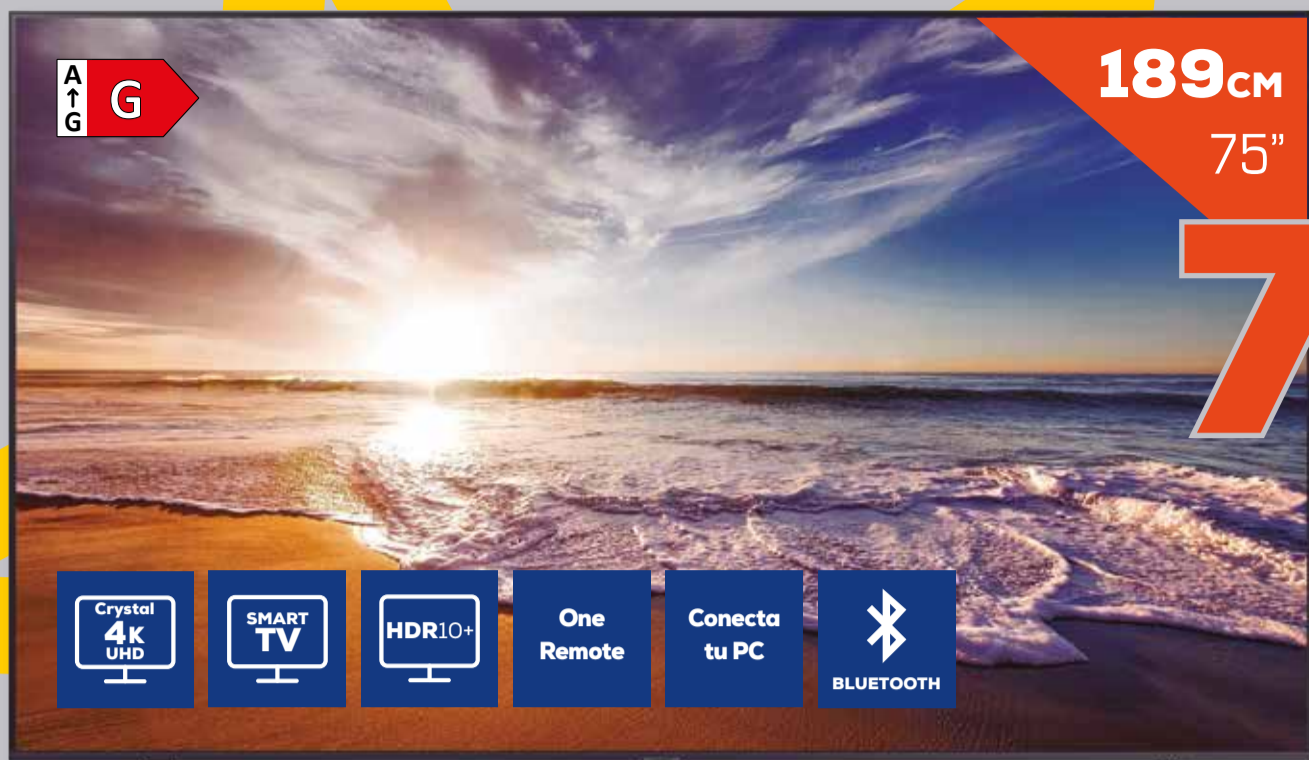 A
↑
G
G
189CM
75”
7
Crystal
4K
UHD
SMART
TV
HDR10+
One
Remote
Conecta
tu PC
BLUETOOTH